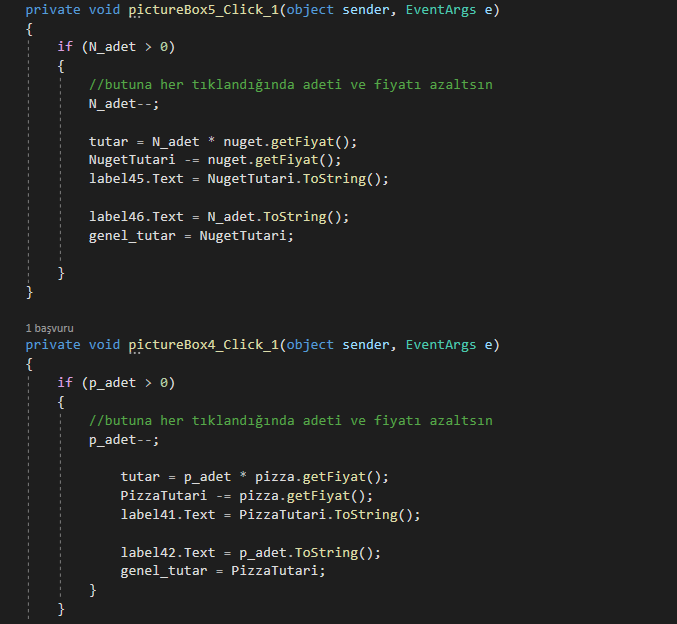 private void pictureBox5_Click_1(object sender, EventArgs e)
{
if (N_adet > 0)
{
//butuna her tıklandığında adeti ve fiyatı azaltsın
N_adet--;
tutar = N_adet * nuget.getFiyat();
NugetTutari -= nuget.getFiyat();
label45.Text = NugetTutari.ToString();
label46.Text = N_adet.ToString();
genel_tutar = NugetTutari;
}
}
1 başvuru
private void pictureBox4_Click_1(object sender, EventArgs e)
{
if (p_adet > 0)
{
//butuna her tıklandığında adeti ve fiyatı azaltsın
p_adet--;
tutar = p_adet * pizza.getFiyat();
PizzaTutari -= pizza.getFiyat();
label41.Text = PizzaTutari.ToString();
label42.Text = p_adet.ToString();
genel_tutar = PizzaTutari;
}
}